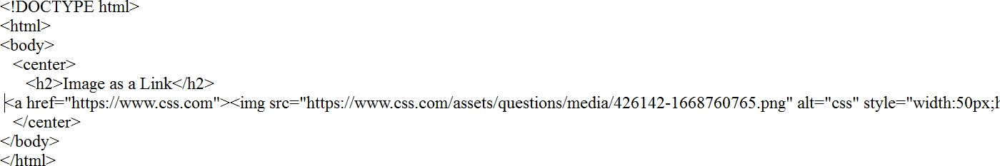 <!DOCTYPE html>
<html>
<body>
<center>
<h2>Image as a Link</h2>
<a href="https://www.css.com"><img src="https://www.css.com/assets/questions/media/426142-1668760765.png" alt="css" style="width:50px;h
</center>
</body>
</html>